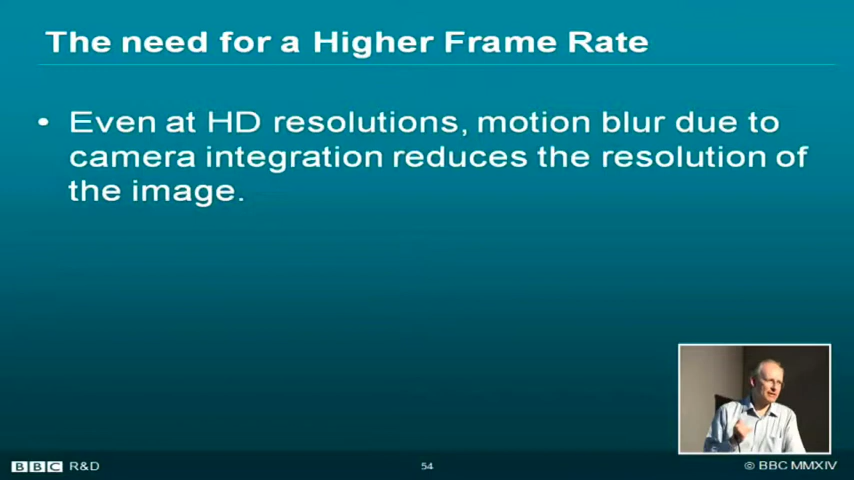 The need for a Higher Frame Rate
• Even at HD resolutions, motion blur due to
camera integration reduces the resolution of
the image.
BBC R&D
54
© BBC MMXIV